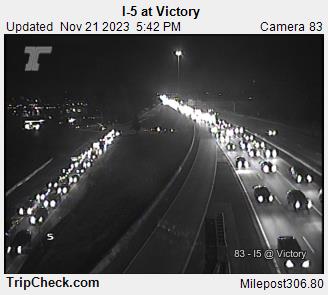 I-5 at Victory
Updated Nov 21 2023 5:42 PM Camera 83
T
S
83 - I5 @ Victory
TripCheck.com Milepost306.80